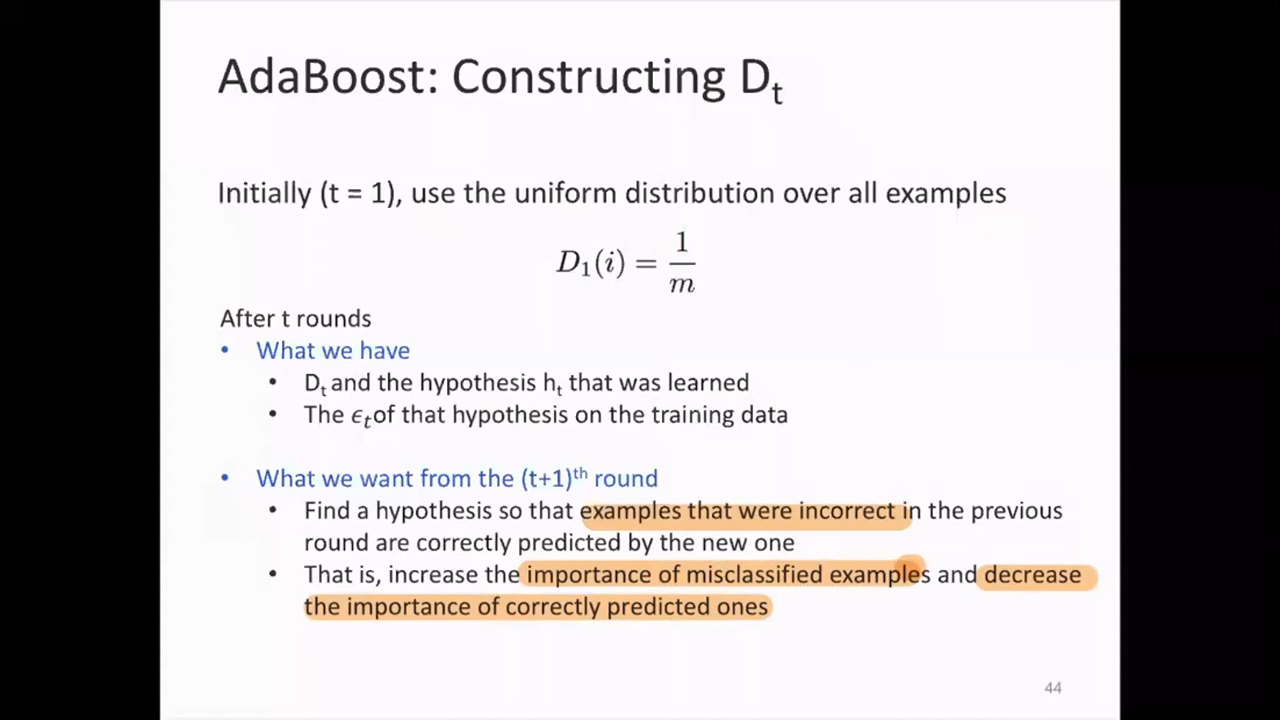 AdaBoost: Constructing Dₜ
Initially (t = 1), use the uniform distribution over all examples
D₁(i) = 1/m
After t rounds
• What we have
• Dₜ and the hypothesis hₜ that was learned
• The ϵₜ of that hypothesis on the training data
• What we want from the (t+1)ᵗʰ round
• Find a hypothesis so that examples that were incorrect in the previous
round are correctly predicted by the new one
• That is, increase the importance of misclassified examples and decrease
the importance of correctly predicted ones
44